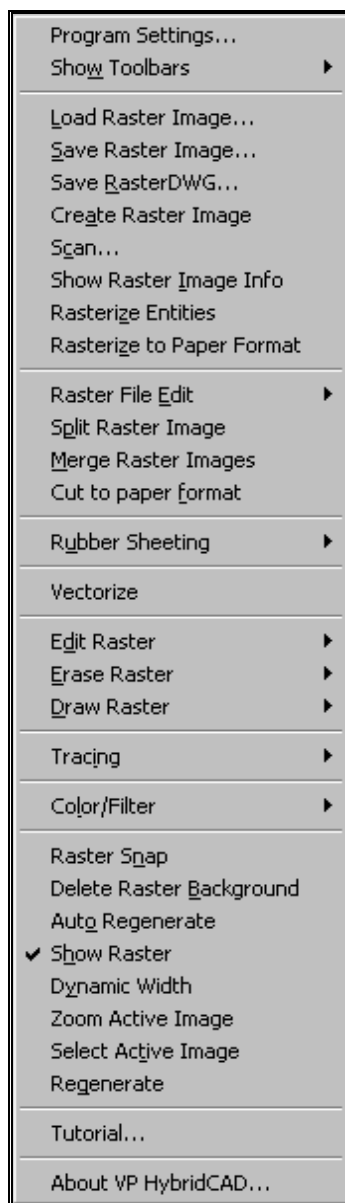 Program Settings...
Show Toolbars
Load Raster Image...
Save Raster Image...
Save RasterDWG...
Create Raster Image
Scan...
Show Raster Image Info
Rasterize Entities
Rasterize to Paper Format
Raster File Edit
Split Raster Image
Merge Raster Images
Cut to paper format
Rubber Sheeting
Vectorize
Edit Raster
Erase Raster
Draw Raster
Tracing
Color/Filter
Raster Snap
Delete Raster Background
Auto Regenerate
Show Raster
Dynamic Width
Zoom Active Image
Select Active Image
Regenerate
Tutorial...
About VP HybridCAD...